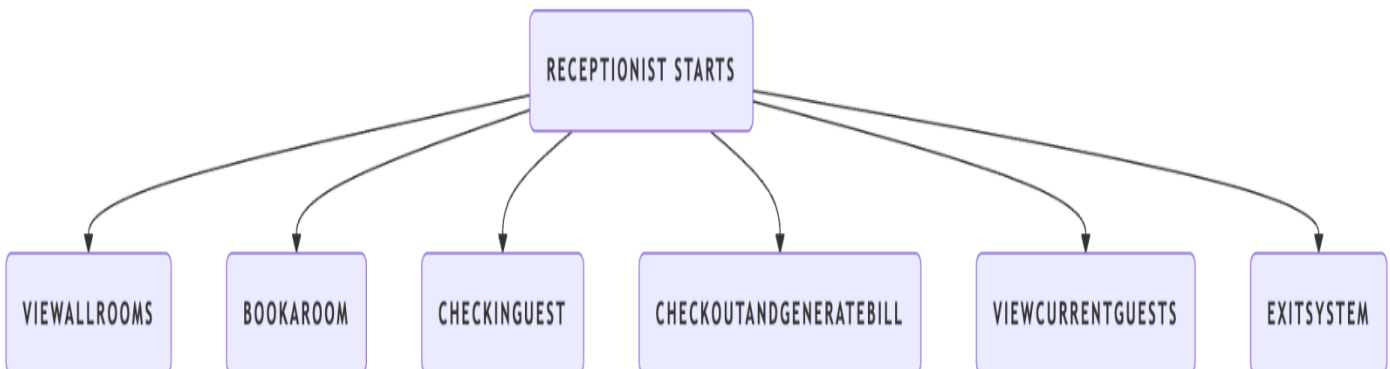 RECEPTIONIST STARTS
VIEWALLROOMS
BOOKAROOM
CHECKINGUEST
CHECKOUTANDGENERATEBILL
VIEWCURRENTGUESTS
EXITSYSTEM